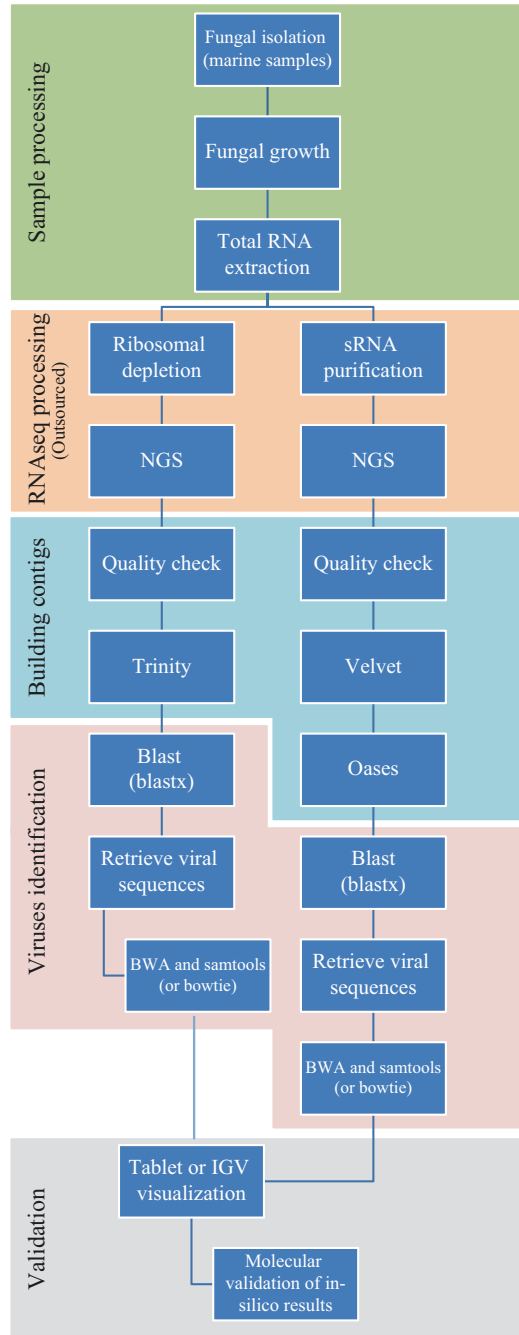 Sample processing
Fungal isolation
(marine samples)
Fungal growth
Total RNA
extraction
RNAseq processing
(Outsourced)
Ribosomal
depletion
sRNA
purification
NGS
NGS
Building contigs
Quality check
Quality check
Trinity
Velvet
Oases
Viruses identification
Blast
(blastx)
Retrieve viral
sequences
BWA and samtools
(or bowtie)
Blast
(blastx)
Retrieve viral
sequences
BWA and samtools
(or bowtie)
Validation
Tablet or IGV
visualization
Molecular
validation of in-
silico results